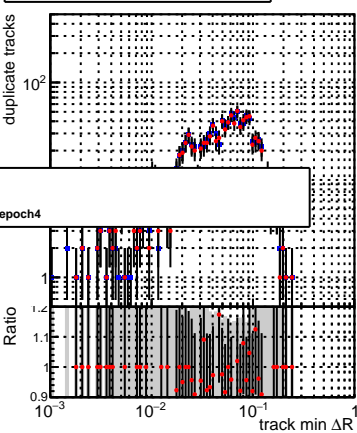 duplicate tracks
10²
epoch4
1
Ratio
1.2
1.1
1
0.9
10⁻³
10⁻²
10⁻¹
1
track min ΔR